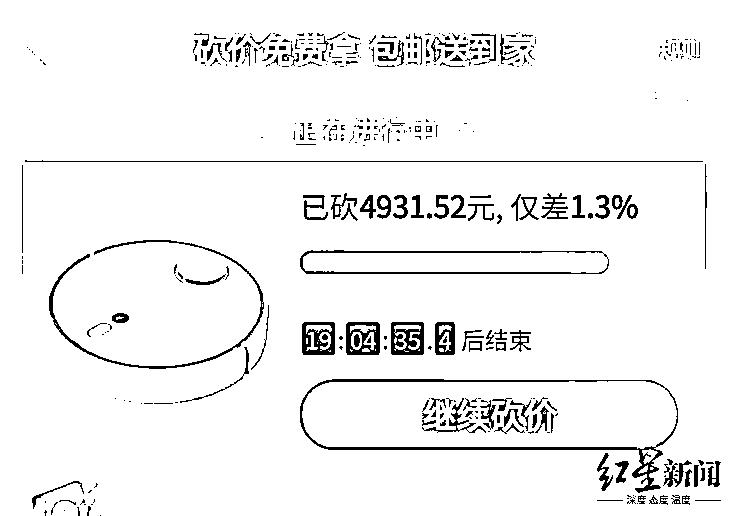 砍价免费拿 包邮送到家
规则
正在进行中
已砍4931.52元, 仅差1.3%
19:04:35.4 后结束
继续砍价
红星新闻
深度 态度 温度